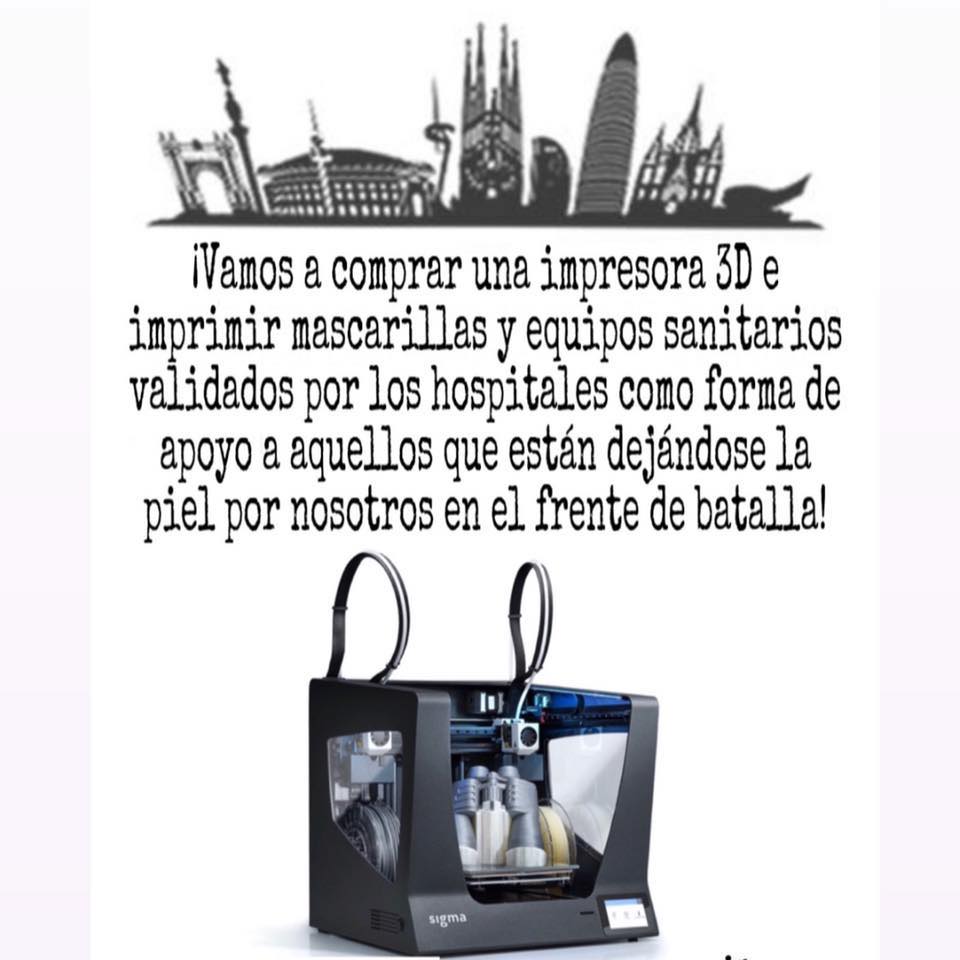 ¡Vamos a comprar una impresora 3D e
imprimir mascarillas y equipos sanitarios
validados por los hospitales como forma de
apoyo a aquellos que están dejándose la
piel por nosotros en el frente de batalla!
sigma